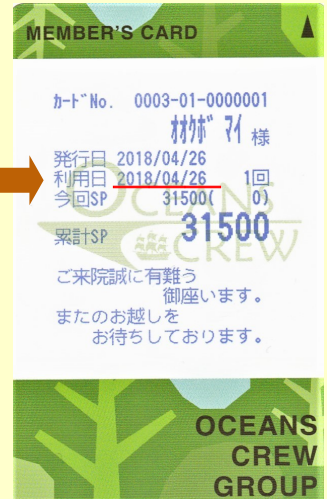 MEMBER'S CARD
ｶｰﾄﾞNo. 0003-01-0000001
ｵｵｸﾎﾞ ﾏｲ 様
発行日 2018/04/26
利用日 2018/04/26 1回
今回SP 31500( 0)
累計SP 31500
OCEANS
CREW
ご来院誠に有難う
御座います。
またのお越しを
お待ちしております。
OCEANS
CREW
GROUP